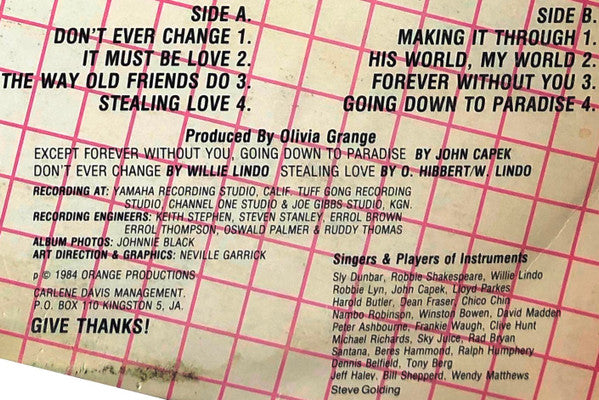 SIDE A.
DON'T EVER CHANGE 1.
IT MUST BE LOVE 2.
THE WAY OLD FRIENDS DO 3.
STEALING LOVE 4.
SIDE B.
MAKING IT THROUGH 1.
HIS WORLD, MY WORLD 2.
FOREVER WITHOUT YOU 3.
GOING DOWN TO PARADISE 4.
Produced By Olivia Grange
EXCEPT FOREVER WITHOUT YOU, GOING DOWN TO PARADISE BY JOHN CAPEK
DON'T EVER CHANGE BY WILLIE LINDO STEALING LOVE BY O. HIBBERT/W. LINDO
RECORDING AT: YAMAHA RECORDING STUDIO, CALIF. TUFF GONG RECORDING
STUDIO, CHANNEL ONE STUDIO & JOE GIBBS STUDIO, KGN.
RECORDING ENGINEERS: KEITH STEPHEN, STEVEN STANLEY, ERROL BROWN
ERROL THOMPSON, OSWALD PALMER & RUDDY THOMAS
ALBUM PHOTOS: JOHNNIE BLACK
ART DIRECTION & GRAPHICS: NEVILLE GARRICK
p © 1984 ORANGE PRODUCTIONS
CARLENE DAVIS MANAGEMENT.
P.O. BOX 110 KINGSTON 5, JA.
GIVE THANKS!
Singers & Players of Instruments
Sly Dunbar, Robbie Shakespeare, Willie Lindo
Robbie Lyn, John Capek, Lloyd Parkes
Harold Butler, Dean Fraser, Chico Chin
Nambo Robinson, Winston Bowen, David Madden
Peter Ashbourne, Frankie Waugh, Clive Hunt
Michael Richards, Sky Juice, Rad Bryan
Santana, Beres Hammond, Ralph Humphery
Dennis Belfield, Tony Berg
Jeff Haley, Bill Shepperd, Wendy Matthews
Steve Golding